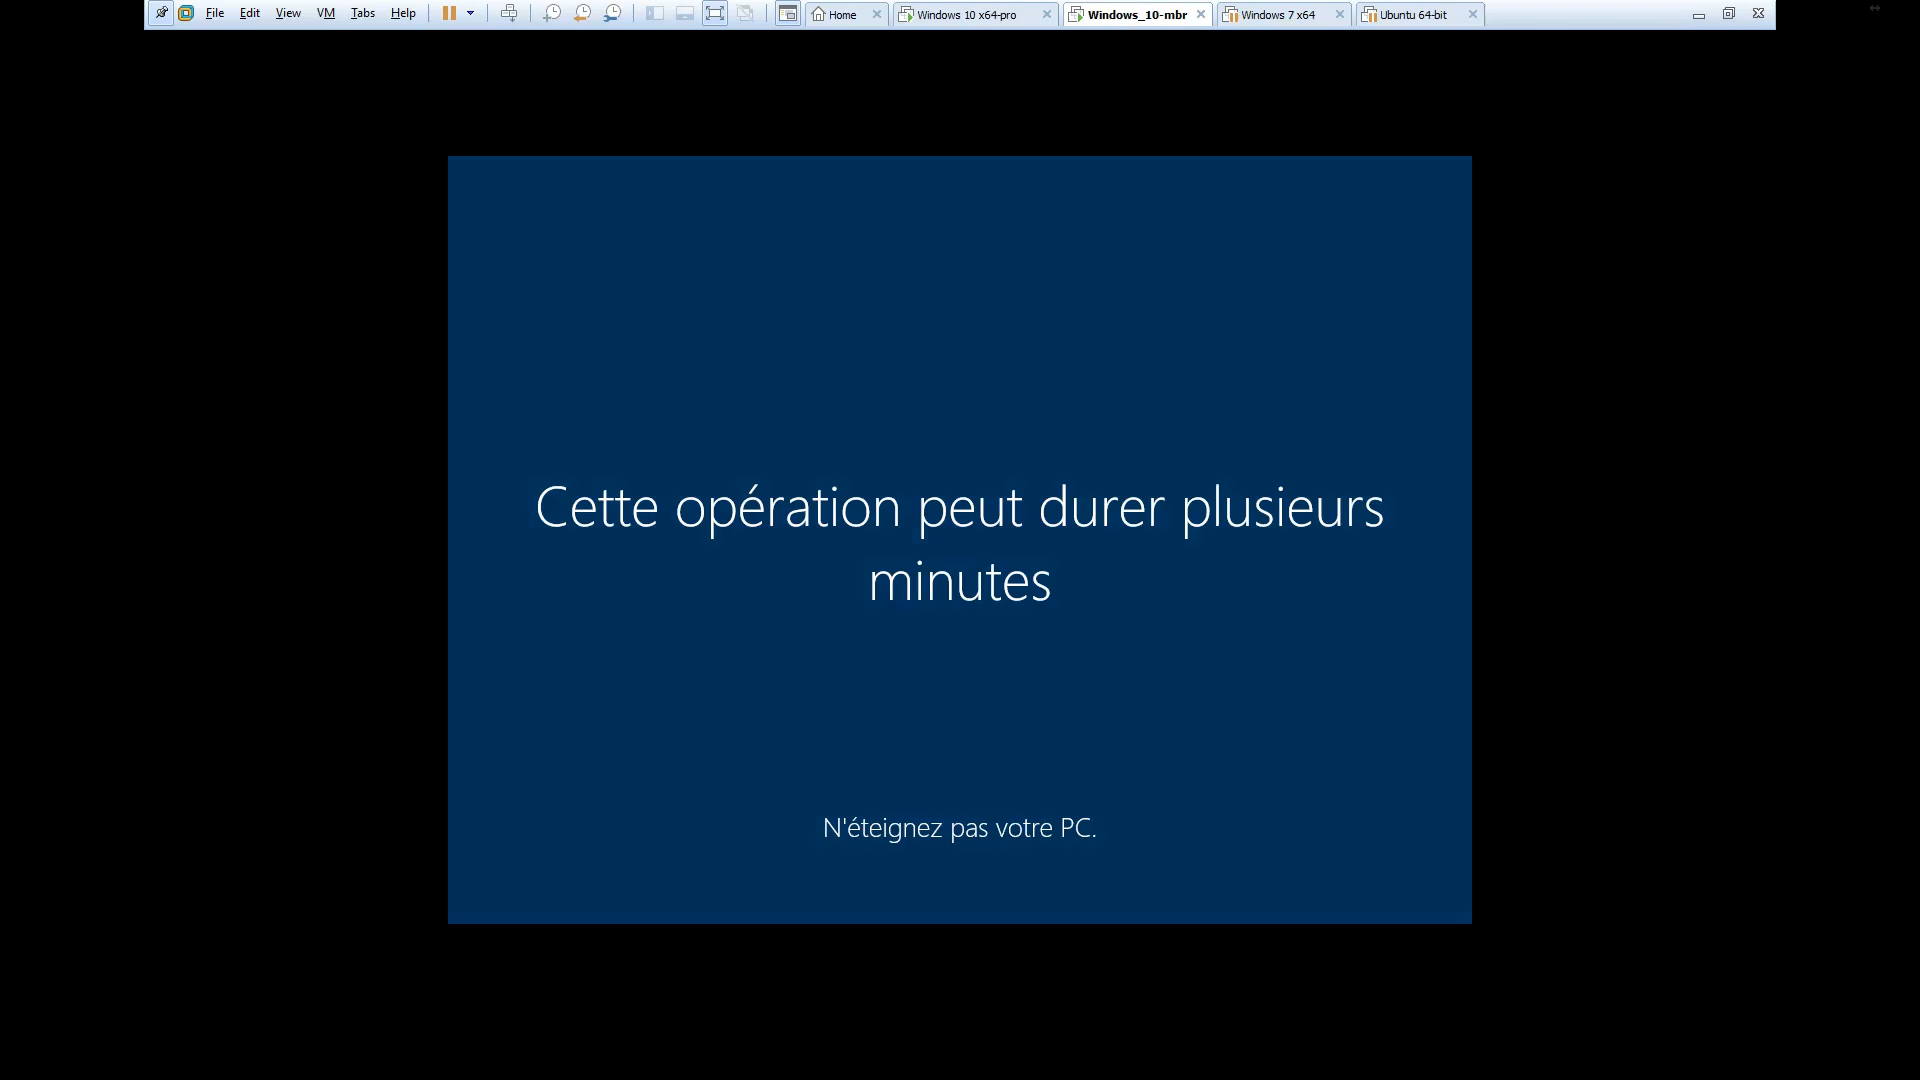 File Edit View VM Tabs Help Home Windows 10 x64-pro Windows_10-mbr Windows 7 x64 Ubuntu 64-bit
Cette opération peut durer plusieurs
minutes
N'éteignez pas votre PC.